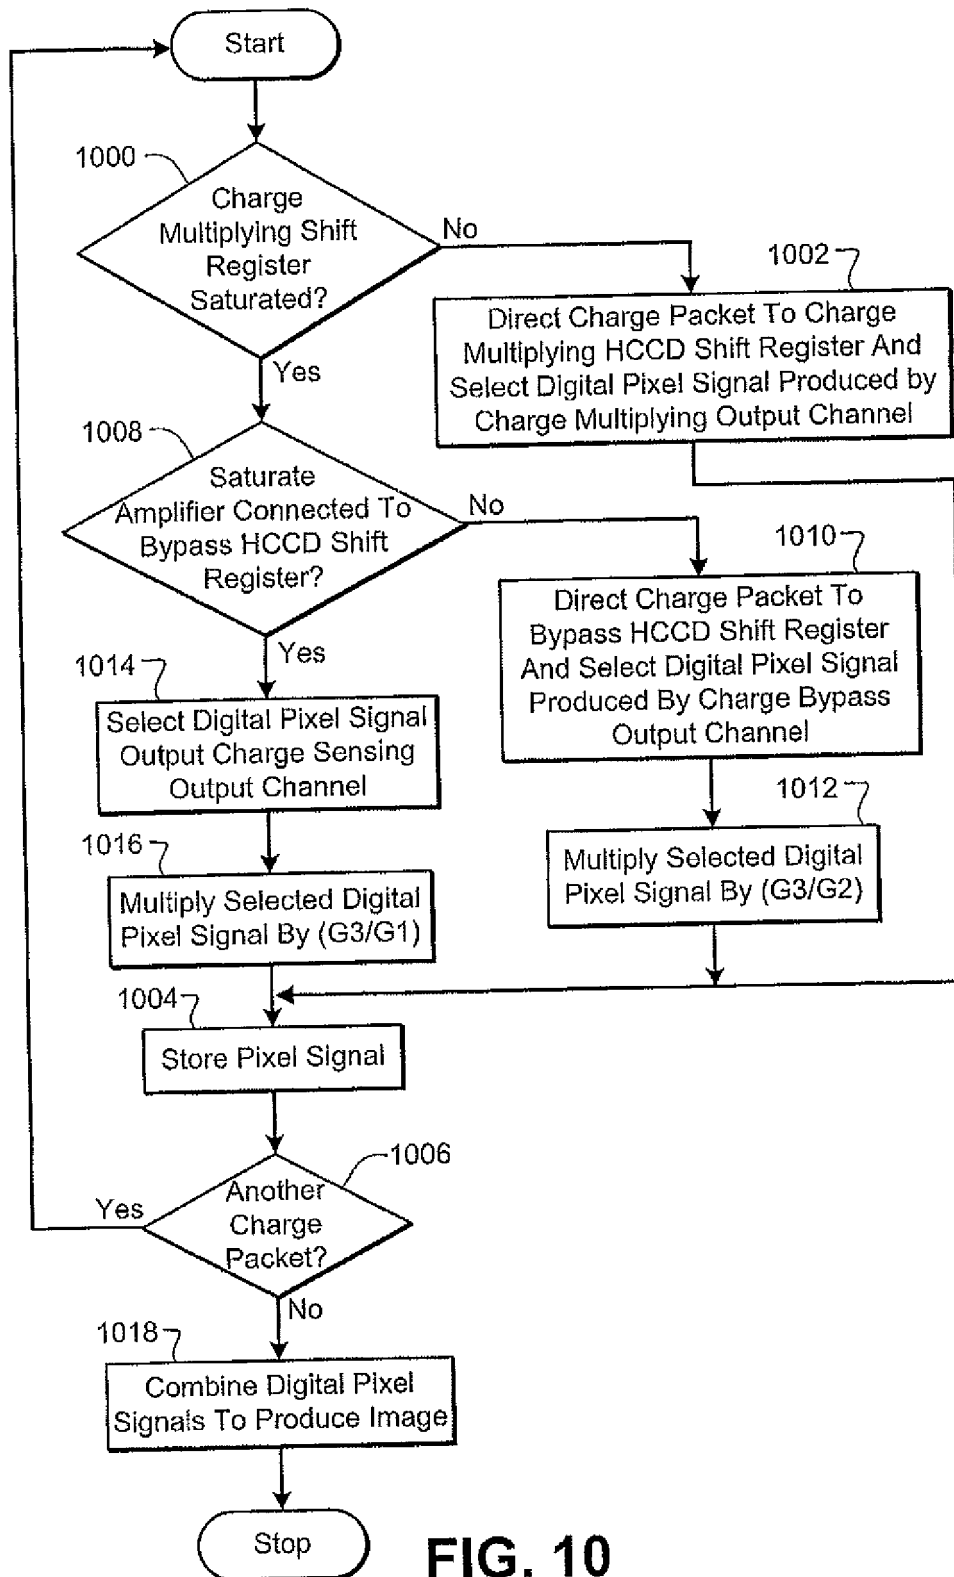 Start
1000
Charge
Multiplying Shift
Register
Saturated?
No
Yes
1002
Direct Charge Packet To Charge
Multiplying HCCD Shift Register And
Select Digital Pixel Signal Produced by
Charge Multiplying Output Channel
1008
Saturate
Amplifier Connected To
Bypass HCCD Shift
Register?
No
Yes
1010
Direct Charge Packet To
Bypass HCCD Shift Register
And Select Digital Pixel Signal
Produced By Charge Bypass
Output Channel
1014
Select Digital Pixel Signal
Output Charge Sensing
Output Channel
1012
Multiply Selected Digital
Pixel Signal By (G3/G2)
1016
Multiply Selected Digital
Pixel Signal By (G3/G1)
1004
Store Pixel Signal
1006
Another
Charge
Packet?
Yes
No
1018
Combine Digital Pixel
Signals To Produce Image
Stop
FIG. 10